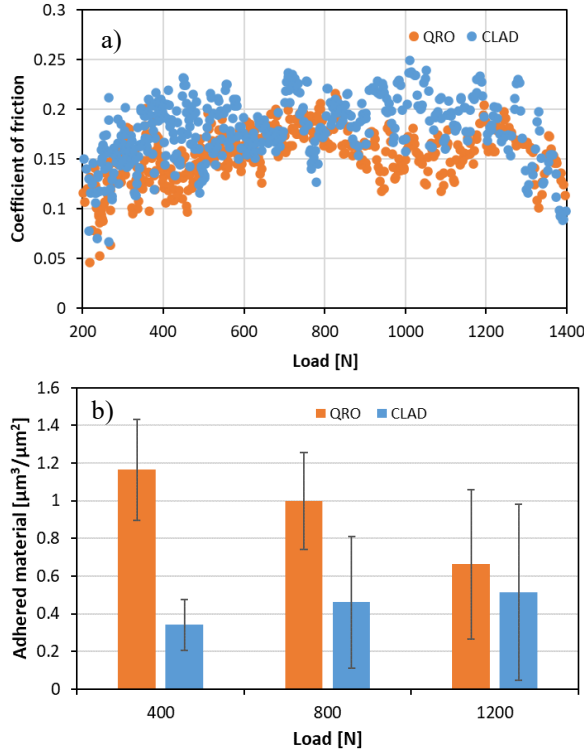 a)
QRO CLAD
0.3
0.25
0.2
0.15
0.1
0.05
0
Coefficient of friction
200 400 600 800 1000 1200 1400
Load [N]
b)
QRO CLAD
1.6
1.4
1.2
1
0.8
0.6
0.4
0.2
0
Adhered material [µm³/µm²]
400 800 1200
Load [N]